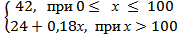 42, при 0 ≤ x ≤ 100
24 + 0,18x, при x > 100